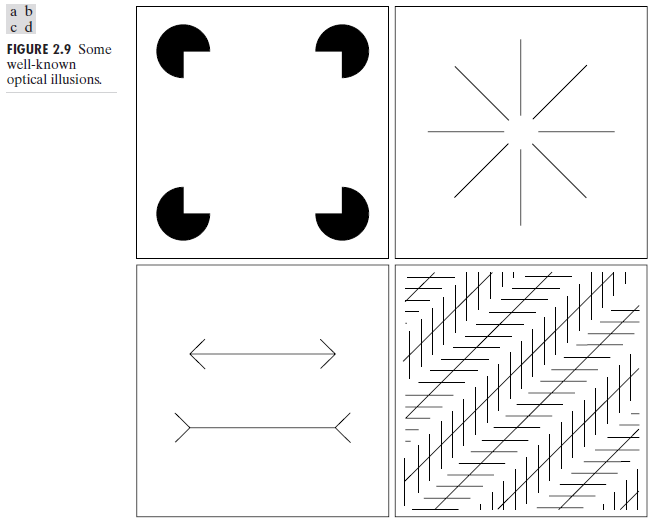 a b
c d
FIGURE 2.9 Some
well-known
optical illusions.